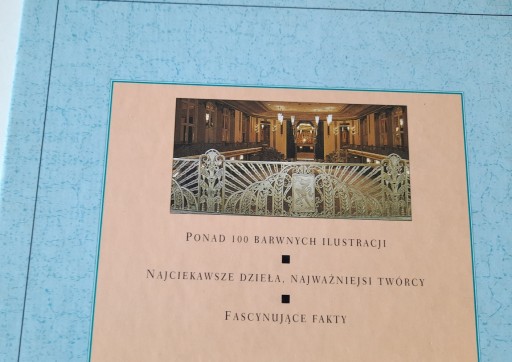 Ponad 100 barwnych ilustracji
Najciekawsze dzieła, najważniejsi twórcy
Fascynujące fakty